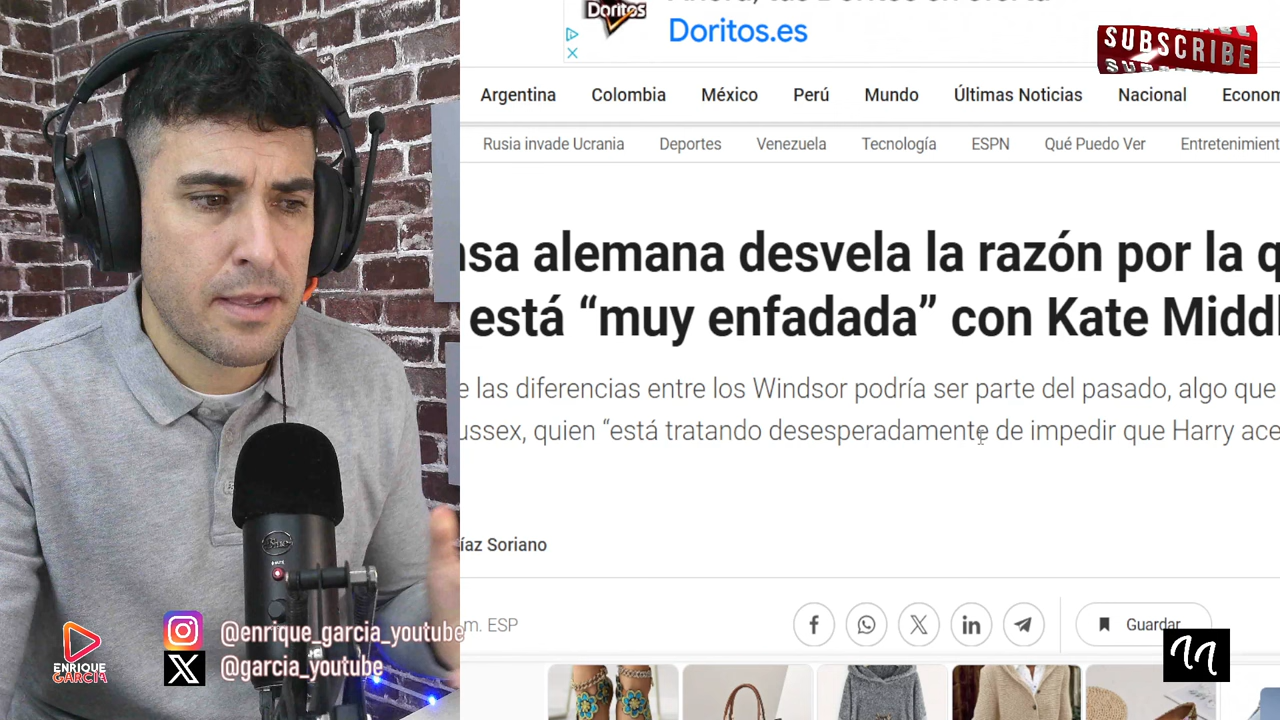 Doritos
Doritos.es
SUBSCRIBE
Argentina Colombia México Perú Mundo Últimas Noticias Nacional Econom
Rusia invade Ucrania Deportes Venezuela Tecnología ESPN Qué Puedo Ver Entretenimient
nsa alemana desvela la razón por la q
está “muy enfadada” con Kate Middl
e las diferencias entre los Windsor podría ser parte del pasado, algo que
ussex, quien “está tratando desesperadamente de impedir que Harry ace
íaz Soriano
m. ESP
Guardar
@enrique_garcia_youtube
@garcia_youtube
ENRIQUE
GARCIA